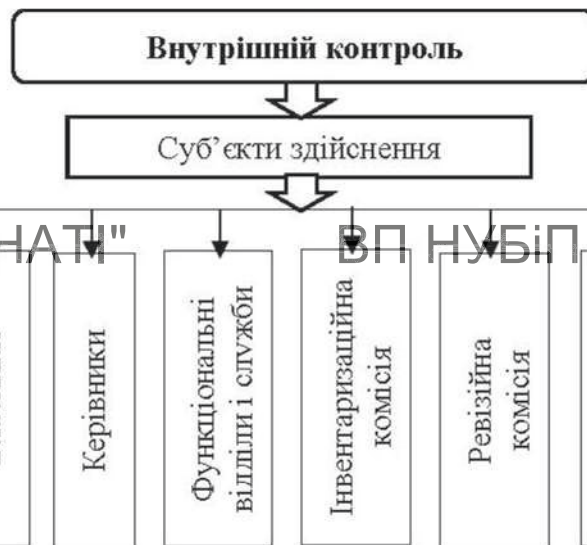 Внутрішній контроль
Суб’єкти здійснення
НАТІ" ВП НУБіП
Керівники
Функціональні
відділи і служби
Інвентаризаційна
комісія
Ревізійна
комісія